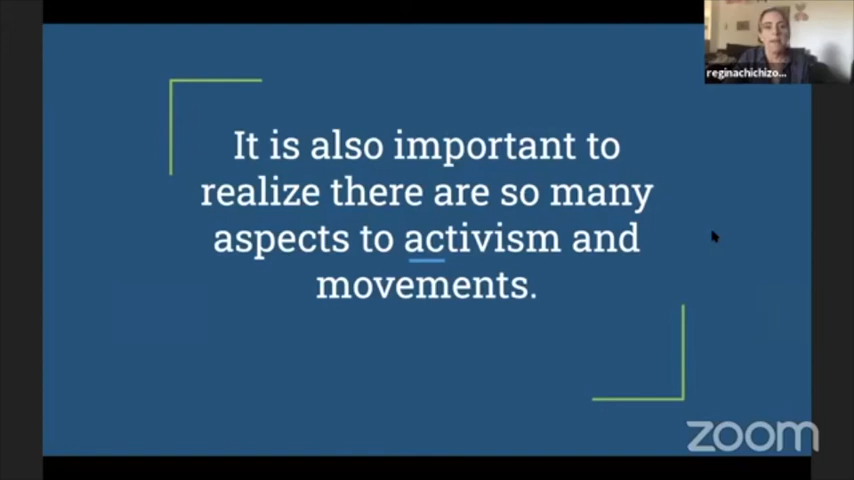 reginachichizo...
It is also important to
realize there are so many
aspects to activism and
movements.
zoom